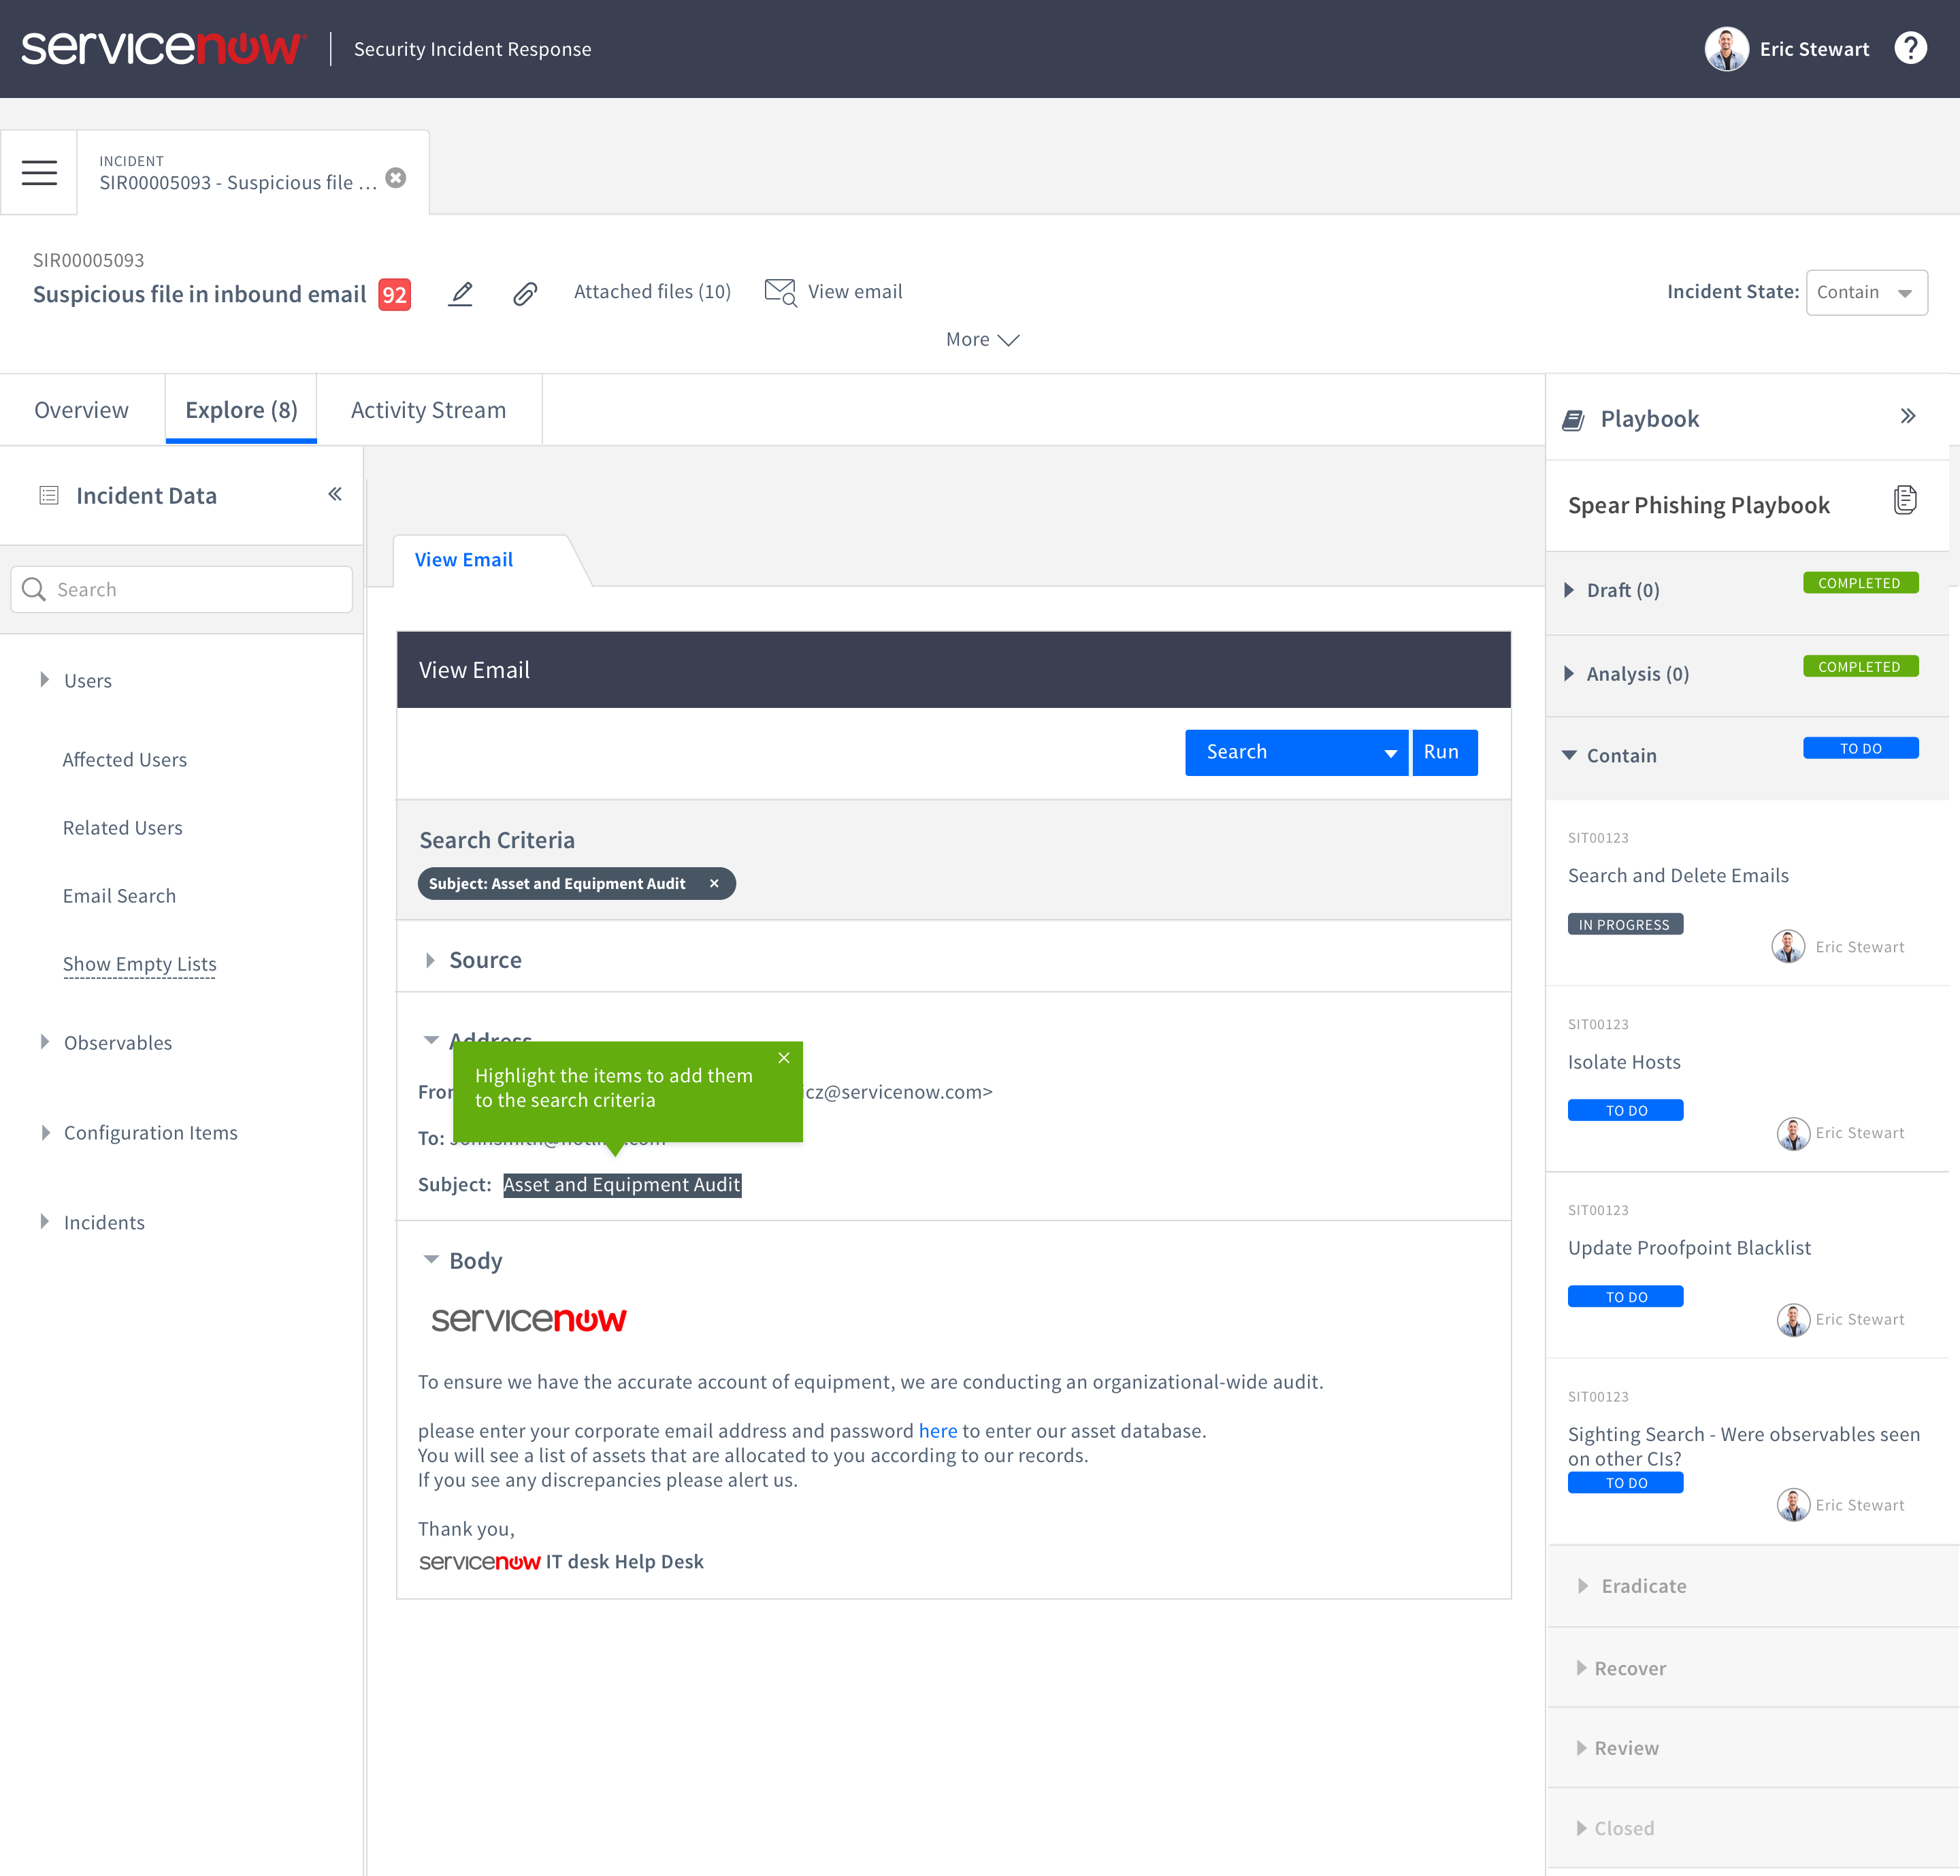 servicenow
Security Incident Response
Eric Stewart
?
INCIDENT
SIR00005093 - Suspicious file ...
SIR00005093
Suspicious file in inbound email 92
Attached files (10)
View email
Incident State: Contain
More
Overview
Explore (8)
Activity Stream
Incident Data
Search
Users
Affected Users
Related Users
Email Search
Show Empty Lists
Observables
Configuration Items
Incidents
View Email
View Email
Search
Run
Search Criteria
Subject: Asset and Equipment Audit ×
Source
Address
Highlight the items to add them
to the search criteria
icz@servicenow.com>
To:
Subject: Asset and Equipment Audit
Body
servicenow
To ensure we have the accurate account of equipment, we are conducting an organizational-wide audit.
please enter your corporate email address and password here to enter our asset database.
You will see a list of assets that are allocated to you according to our records.
If you see any discrepancies please alert us.
Thank you,
servicenow IT desk Help Desk
Playbook
Spear Phishing Playbook
Draft (0)
COMPLETED
Analysis (0)
COMPLETED
Contain
TO DO
SIT00123
Search and Delete Emails
IN PROGRESS
Eric Stewart
SIT00123
Isolate Hosts
TO DO
Eric Stewart
SIT00123
Update Proofpoint Blacklist
TO DO
Eric Stewart
SIT00123
Sighting Search - Were observables seen
on other CIs?
TO DO
Eric Stewart
Eradicate
Recover
Review
Closed